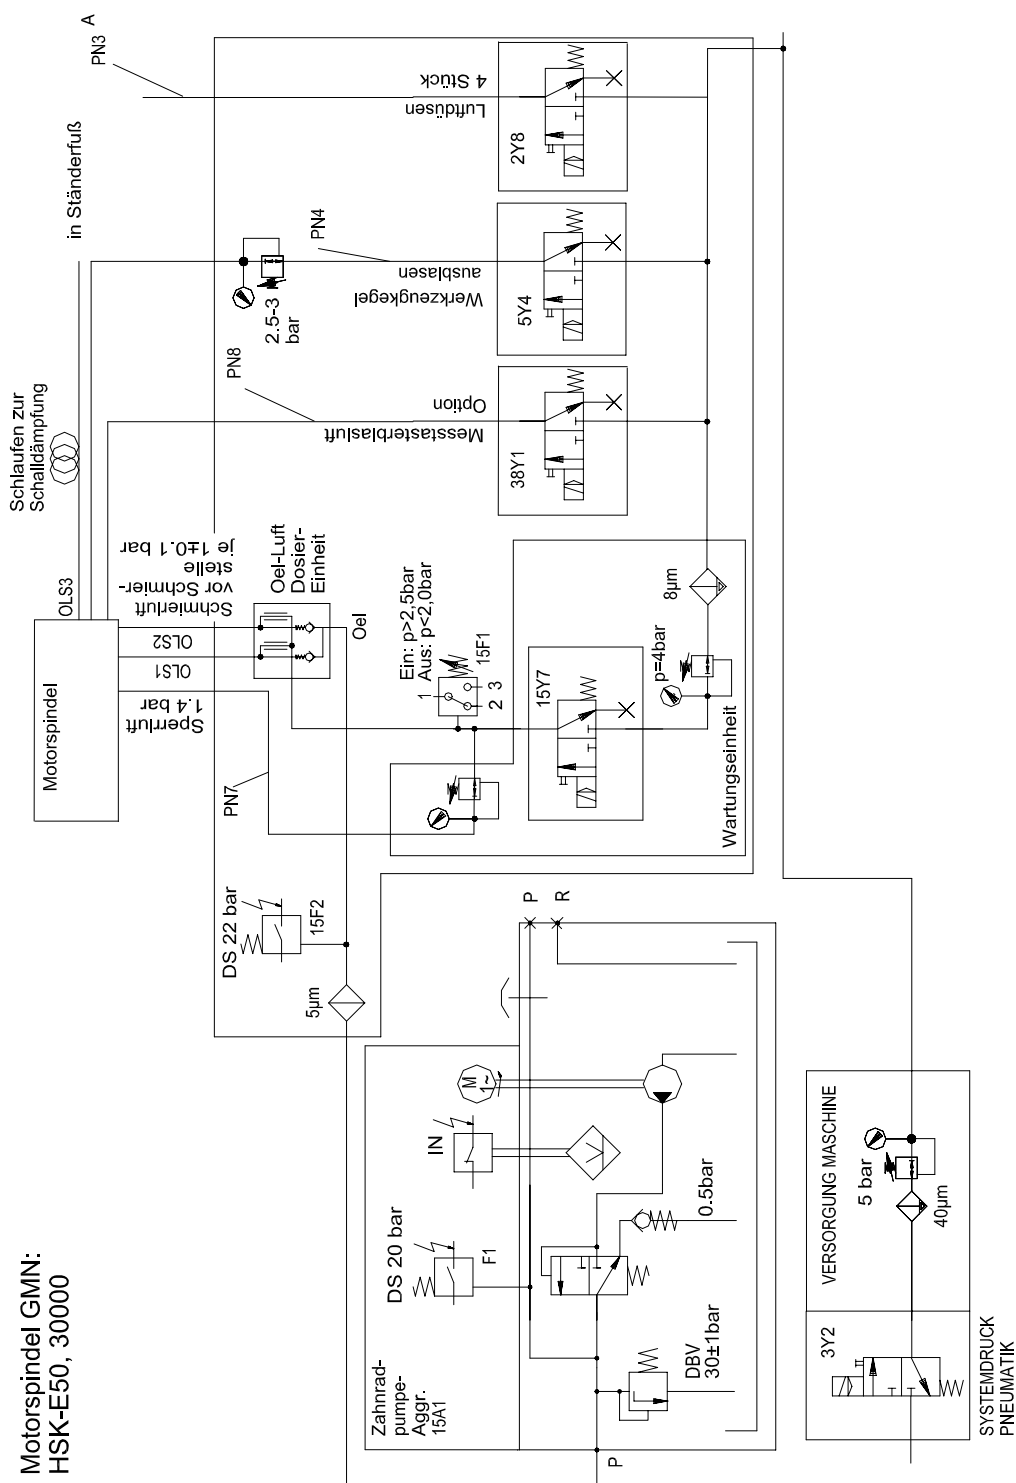 Motorspindel GMN:
HSK-E50, 30000
Schlaufen zur
Schalldämpfung
in Ständerfuß
PN3
A
Motorspindel
OLS3
OLS1
OLS2
Sperrluft
1.4 bar
Schmierluft
vor Schmier-
stelle
je 1±0.1 bar
Oel-Luft
Dosier-
Einheit
Oel
PN7
PN8
PN4
2.5-3
bar
Messtasterblasluft
Option
Werkzeugkegel
ausblasen
Luftdüsen
4 Stück
38Y1
5Y4
2Y8
Ein: p>2,5bar
Aus: p<2,0bar
15F1
1
2
3
15Y7
p=4bar
8µm
Wartungseinheit
DS 22 bar
15F2
5µm
Zahnrad-
pumpe-
Aggr.
15A1
DS 20 bar
F1
IN
M
1~
P
R
0.5bar
DBV
30±1bar
P
VERSORGUNG MASCHINE
5 bar
40µm
3Y2
SYSTEMDRUCK
PNEUMATIK